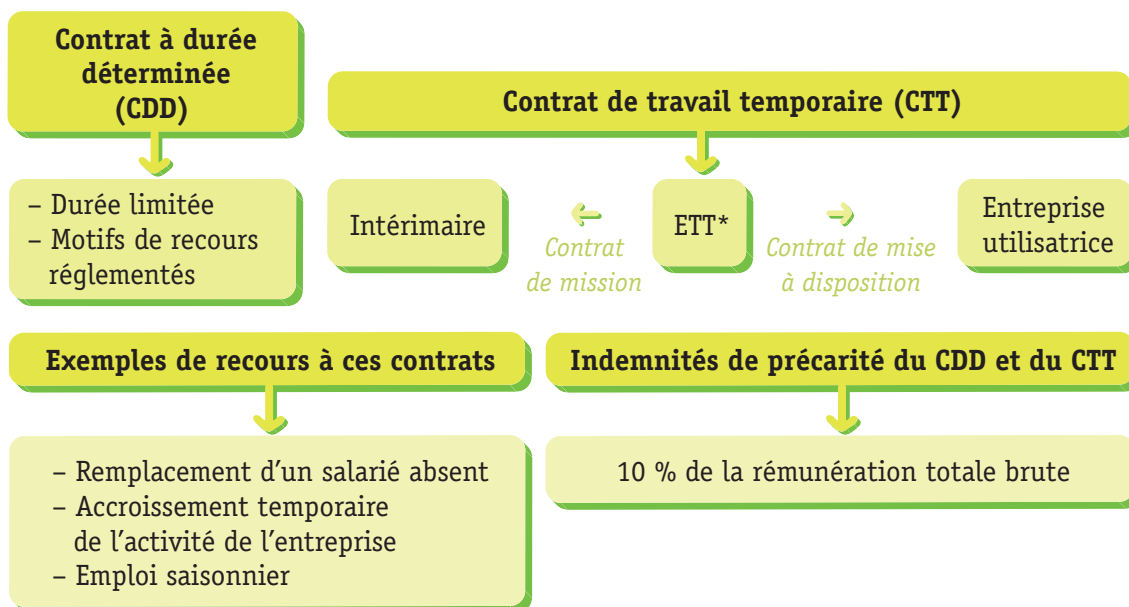 Contrat à durée
déterminée
(CDD)
– Durée limitée
– Motifs de recours
réglementés
Contrat de travail temporaire (CTT)
Intérimaire
Contrat
de mission
ETT*
Contrat de mise
à disposition
Entreprise
utilisatrice
Exemples de recours à ces contrats
– Remplacement d’un salarié absent
– Accroissement temporaire
de l’activité de l’entreprise
– Emploi saisonnier
Indemnités de précarité du CDD et du CTT
10 % de la rémunération totale brute